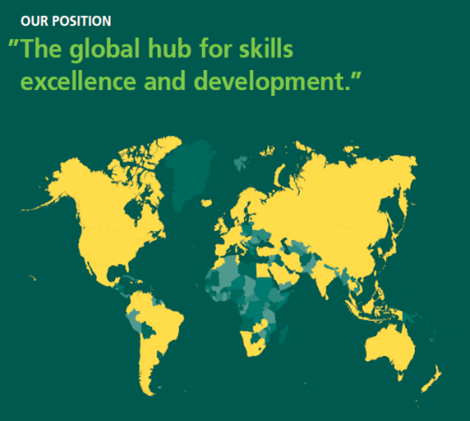 OUR POSITION
"The global hub for skills
excellence and development."